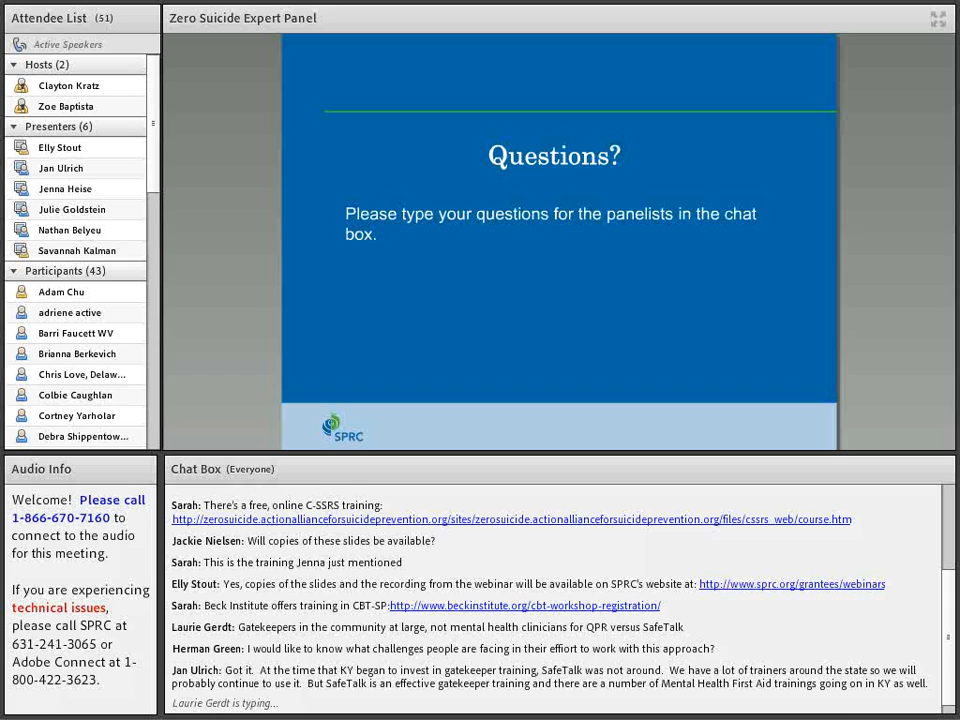 Attendee List (51)
Active Speakers
Hosts (2)
Clayton Kratz
Zoe Baptista
Presenters (6)
Elly Stout
Jan Ulrich
Jenna Heise
Julie Goldstein
Nathan Belyeu
Savannah Kalman
Participants (43)
Adam Chu
adriene active
Barri Faucett WV
Brianna Berkevich
Chris Love, Delaw...
Colbie Caughlan
Cortney Yarholar
Debra Shippentow...
Zero Suicide Expert Panel
Questions?
Please type your questions for the panelists in the chat
box.
SPRC
Audio Info
Welcome! Please call
1-866-670-7160 to
connect to the audio
for this meeting.
If you are experiencing
technical issues,
please call SPRC at
631-241-3065 or
Adobe Connect at 1-
800-422-3623.
Chat Box (Everyone)
Sarah: There's a free, online C-SSRS training:
http://zerosuicide.actionallianceforsuicideprevention.org/sites/zerosuicide.actionallianceforsuicideprevention.org/files/cssrs_web/course.htm
Jackie Nielsen: Will copies of these slides be available?
Sarah: This is the training Jenna just mentioned
Elly Stout: Yes, copies of the slides and the recording from the webinar will be available on SPRC's website at: http://www.sprc.org/grantees/webinars
Sarah: Beck Institute offers training in CBT-SP:http://www.beckinstitute.org/cbt-workshop-registration/
Laurie Gerdt: Gatekeepers in the community at large, not mental health clinicians for QPR versus SafeTalk
Herman Green: I would like to know what challenges people are facing in their effort to work with this approach?
Jan Ulrich: Got it. At the time that KY began to invest in gatekeeper training, SafeTalk was not around. We have a lot of trainers around the state so we will
probably continue to use it. But SafeTalk is an effective gatekeeper training and there are a number of Mental Health First Aid trainings going on in KY as well.
Laurie Gerdt is typing...